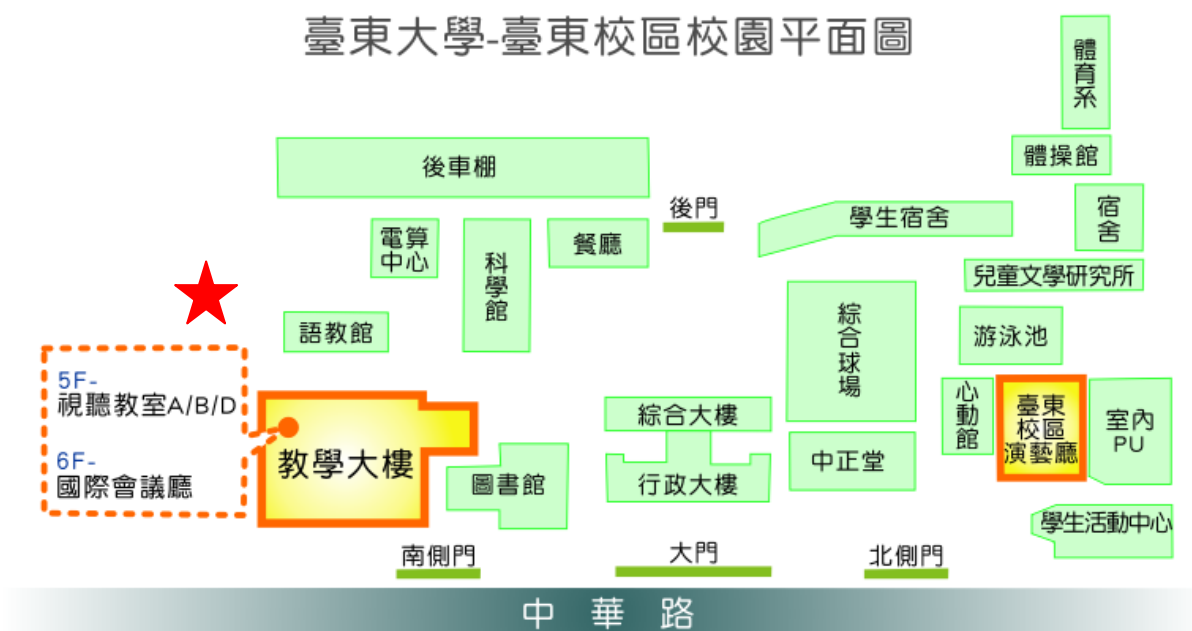 臺東大學-臺東校區校園平面圖
體育系
體操館
後車棚
後門
學生宿舍
宿舍
電算
中心
科學館
餐廳
兒童文學研究所
語教館
綜合球場
游泳池
5F-
視聽教室A/B/D
6F-
國際會議廳
教學大樓
圖書館
綜合大樓
行政大樓
中正堂
心動館
臺東
校區
演藝廳
室內
PU
學生活動中心
南側門
大門
北側門
中華路